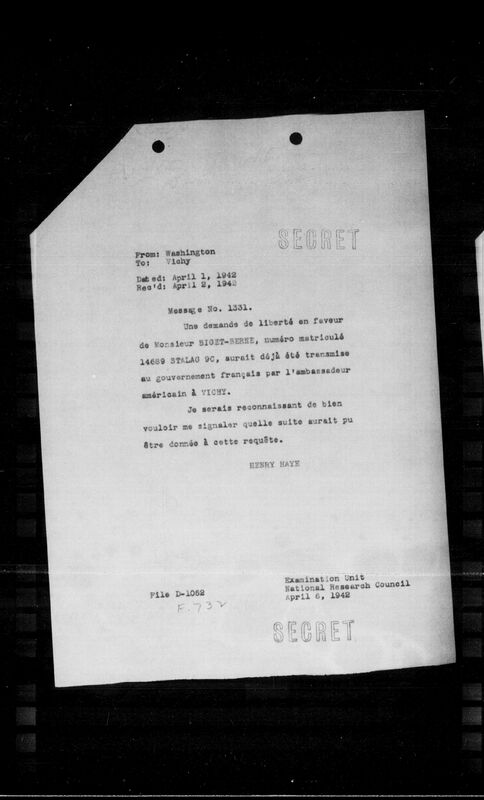 SECRET
From: Washington
To: Vichy
Dated: April 1, 1942
Rec'd: April 2, 1942
Message No. 1331.
Une demande de liberté en faveur
de Monsieur BIGET-BERNE, numéro matriculé
14689 STALAG 9C, aurait déjà été transmise
au gouvernement français par l'ambassadeur
américain à VICHY.
Je serais reconnaissant de bien
vouloir me signaler quelle suite aurait pu
être donnée à cette requête.
HENRY HAYE
Examination Unit
National Research Council
April 6, 1942
File D-1052
F.732
SECRET